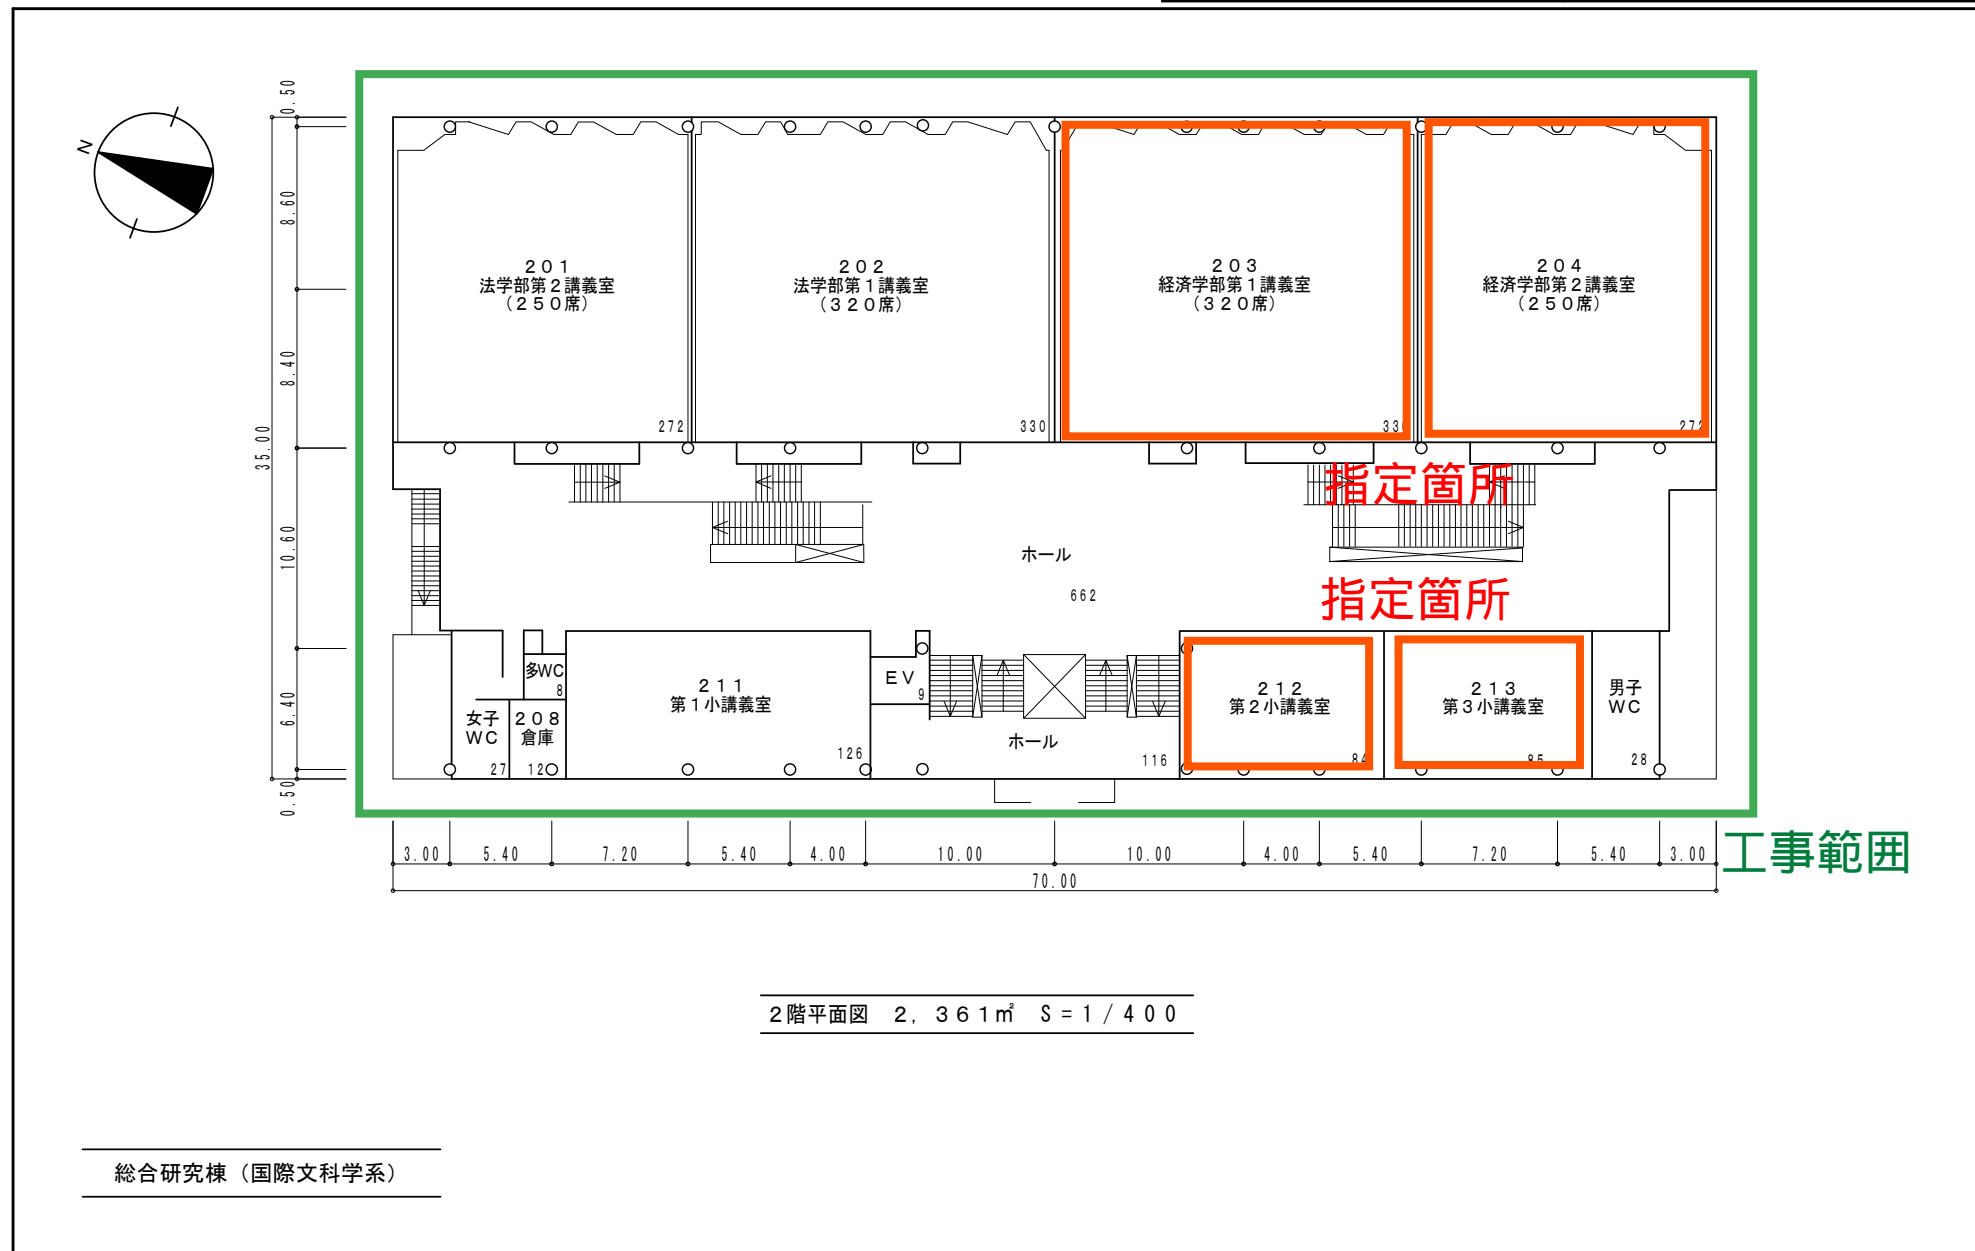 N
0.50
8.60
8.40
35.00
10.60
6.40
0.50
201
法学部第2講義室
(250席)
272
202
法学部第1講義室
(320席)
330
203
経済学部第1講義室
(320席)
330
204
経済学部第2講義室
(250席)
272
指定箇所
ホール
662
指定箇所
多WC
8
女子
WC
27
208
倉庫
12
211
第1小講義室
126
EV
9
ホール
116
212
第2小講義室
84
213
第3小講義室
85
男子
WC
28
3.00 5.40 7.20 5.40 4.00 10.00 10.00 4.00 5.40 7.20 5.40 3.00
70.00
工事範囲
2階平面図 2,361㎡ S=1/400
総合研究棟(国際文科学系)